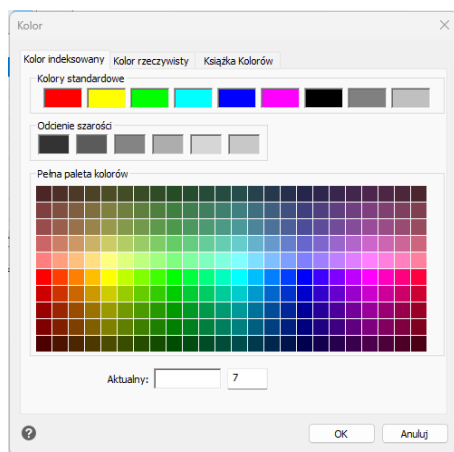 Kolor
Kolor indeksowany Kolor rzeczywisty Książka Kolorów
Kolory standardowe
Odcienie szarości
Pełna paleta kolorów
Aktualny: 7
? OK Anuluj